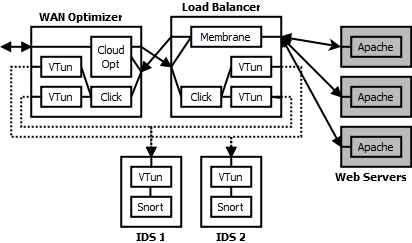 WAN Optimizer
Load Balancer
Cloud
Opt
VTun
VTun
Click
Membrane
VTun
Click
VTun
Apache
Apache
Apache
Web Servers
VTun
Snort
IDS 1
VTun
Snort
IDS 2